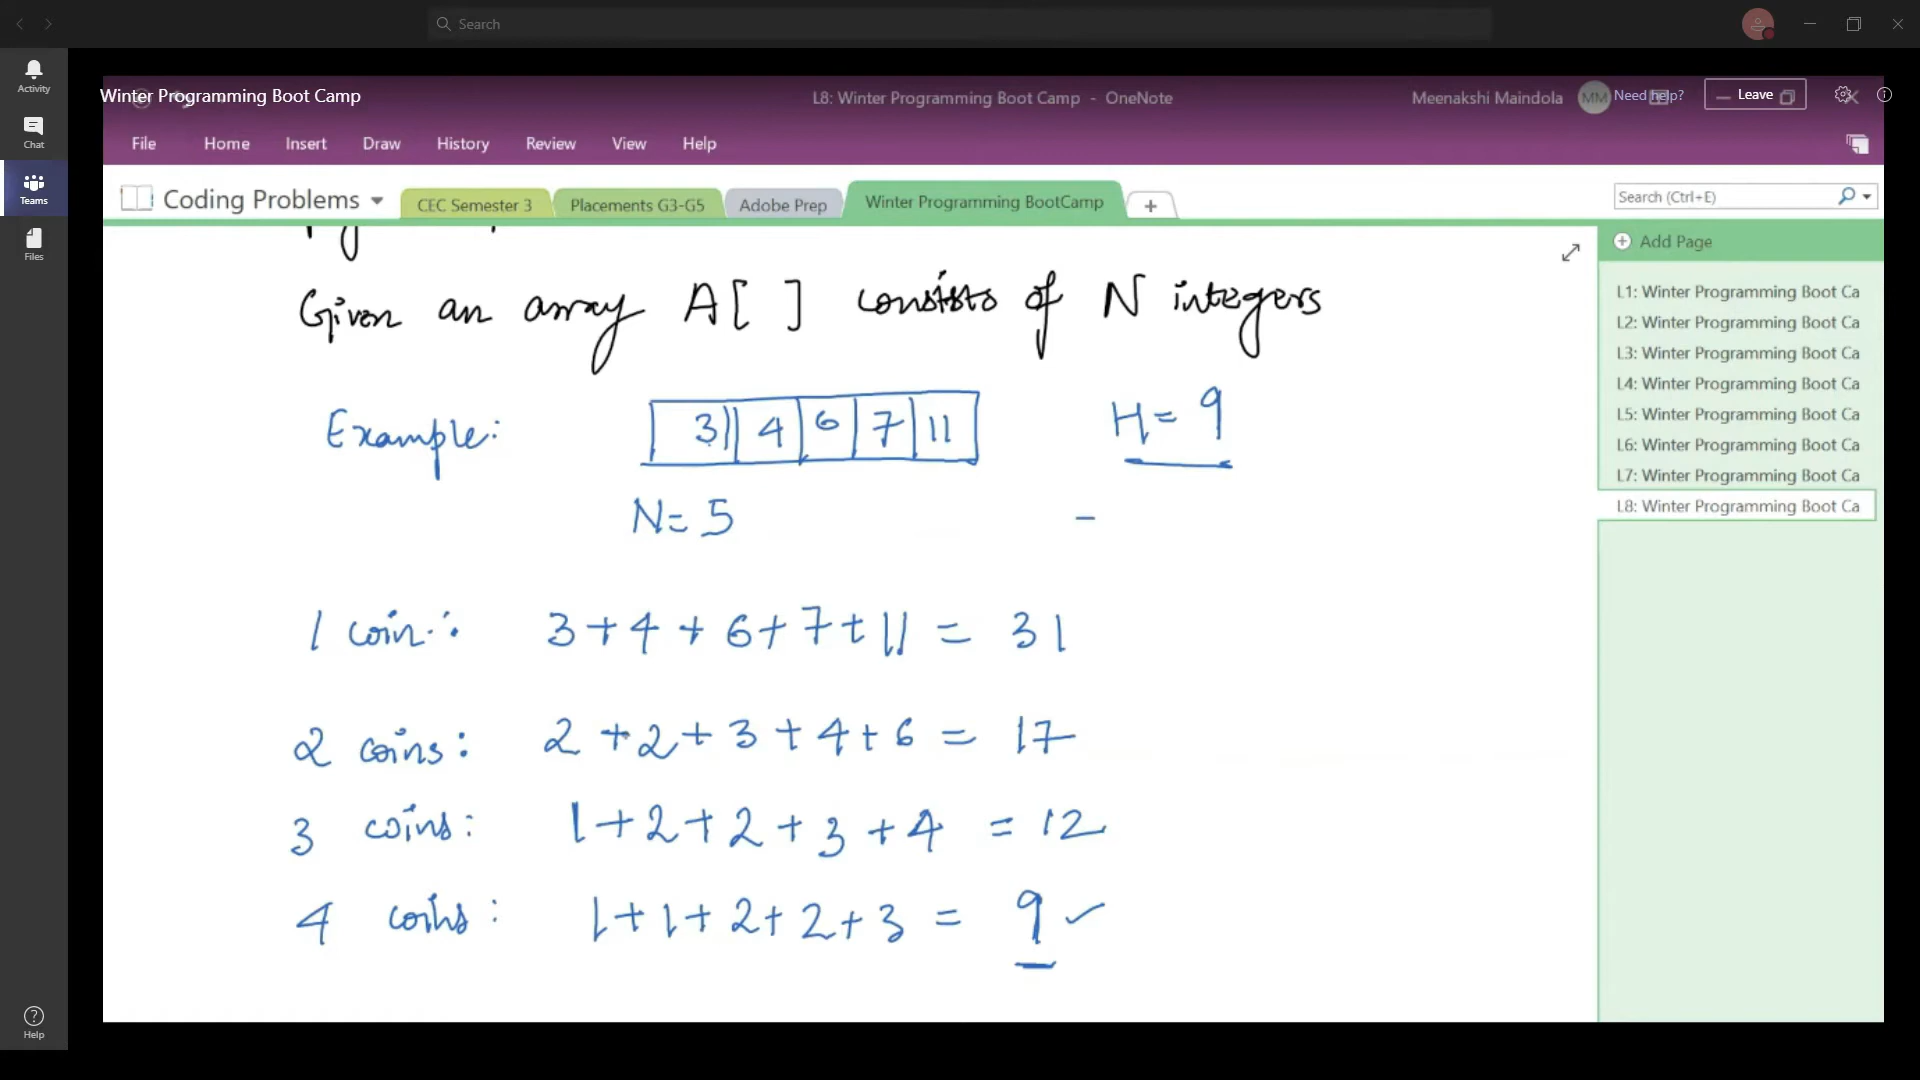 Search
Activity
Chat
Teams
Files
Help
Winter Programming Boot Camp
L8: Winter Programming Boot Camp - OneNote
Meenakshi Maindola
MM
Need help?
Leave
File Home Insert Draw History Review View Help
Coding Problems
CEC Semester 3
Placements G3-G5
Adobe Prep
Winter Programming BootCamp
+
Search (Ctrl+E)
Add Page
L1: Winter Programming Boot Ca
L2: Winter Programming Boot Ca
L3: Winter Programming Boot Ca
L4: Winter Programming Boot Ca
L5: Winter Programming Boot Ca
L6: Winter Programming Boot Ca
L7: Winter Programming Boot Ca
L8: Winter Programming Boot Ca
Given an array A[ ] consists of N integers
Example: 3 4 6 7 11 H = 9
N = 5 -
1 coin: 3+4+6+7+11 = 31
2 coins: 2+2+3+4+6 = 17
3 coins: 1+2+2+3+4 = 12
4 coins: 1+1+2+2+3 = 9 ✓